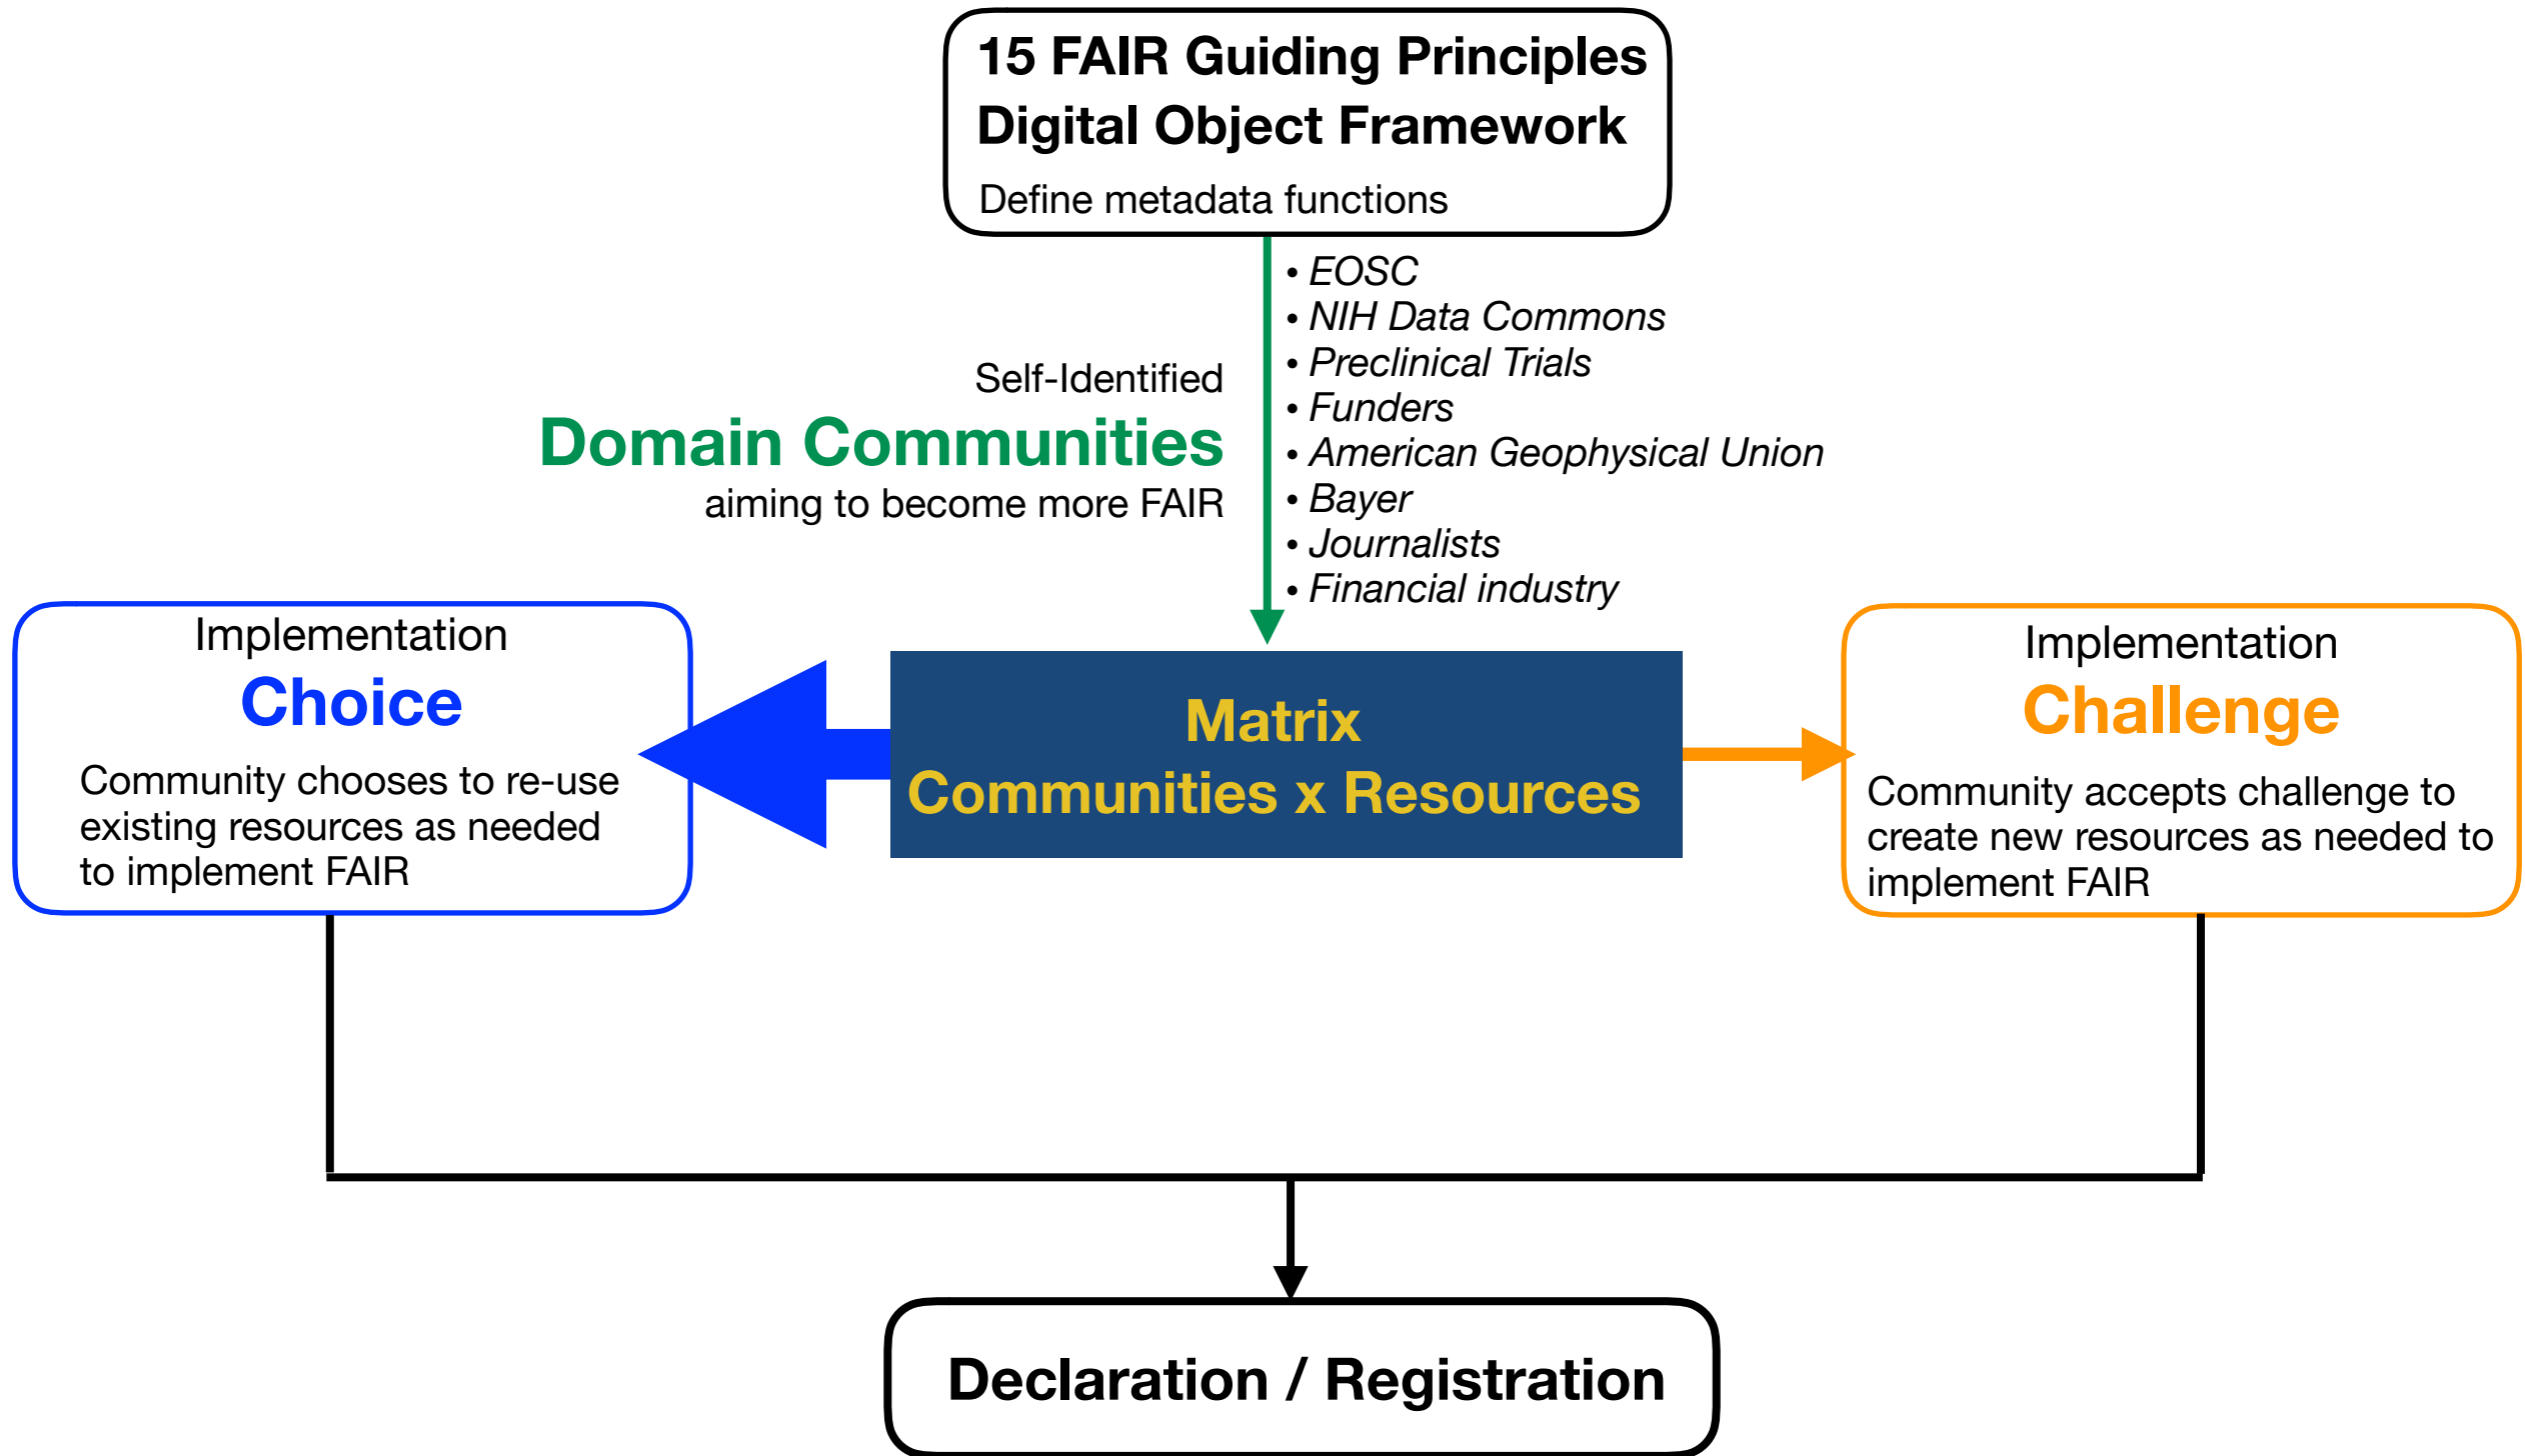 15 FAIR Guiding Principles
Digital Object Framework
Define metadata functions
Self-Identified
Domain Communities
aiming to become more FAIR
• EOSC
• NIH Data Commons
• Preclinical Trials
• Funders
• American Geophysical Union
• Bayer
• Journalists
• Financial industry
Implementation
Choice
Community chooses to re-use
existing resources as needed
to implement FAIR
Matrix
Communities x Resources
Implementation
Challenge
Community accepts challenge to
create new resources as needed to
implement FAIR
Declaration / Registration